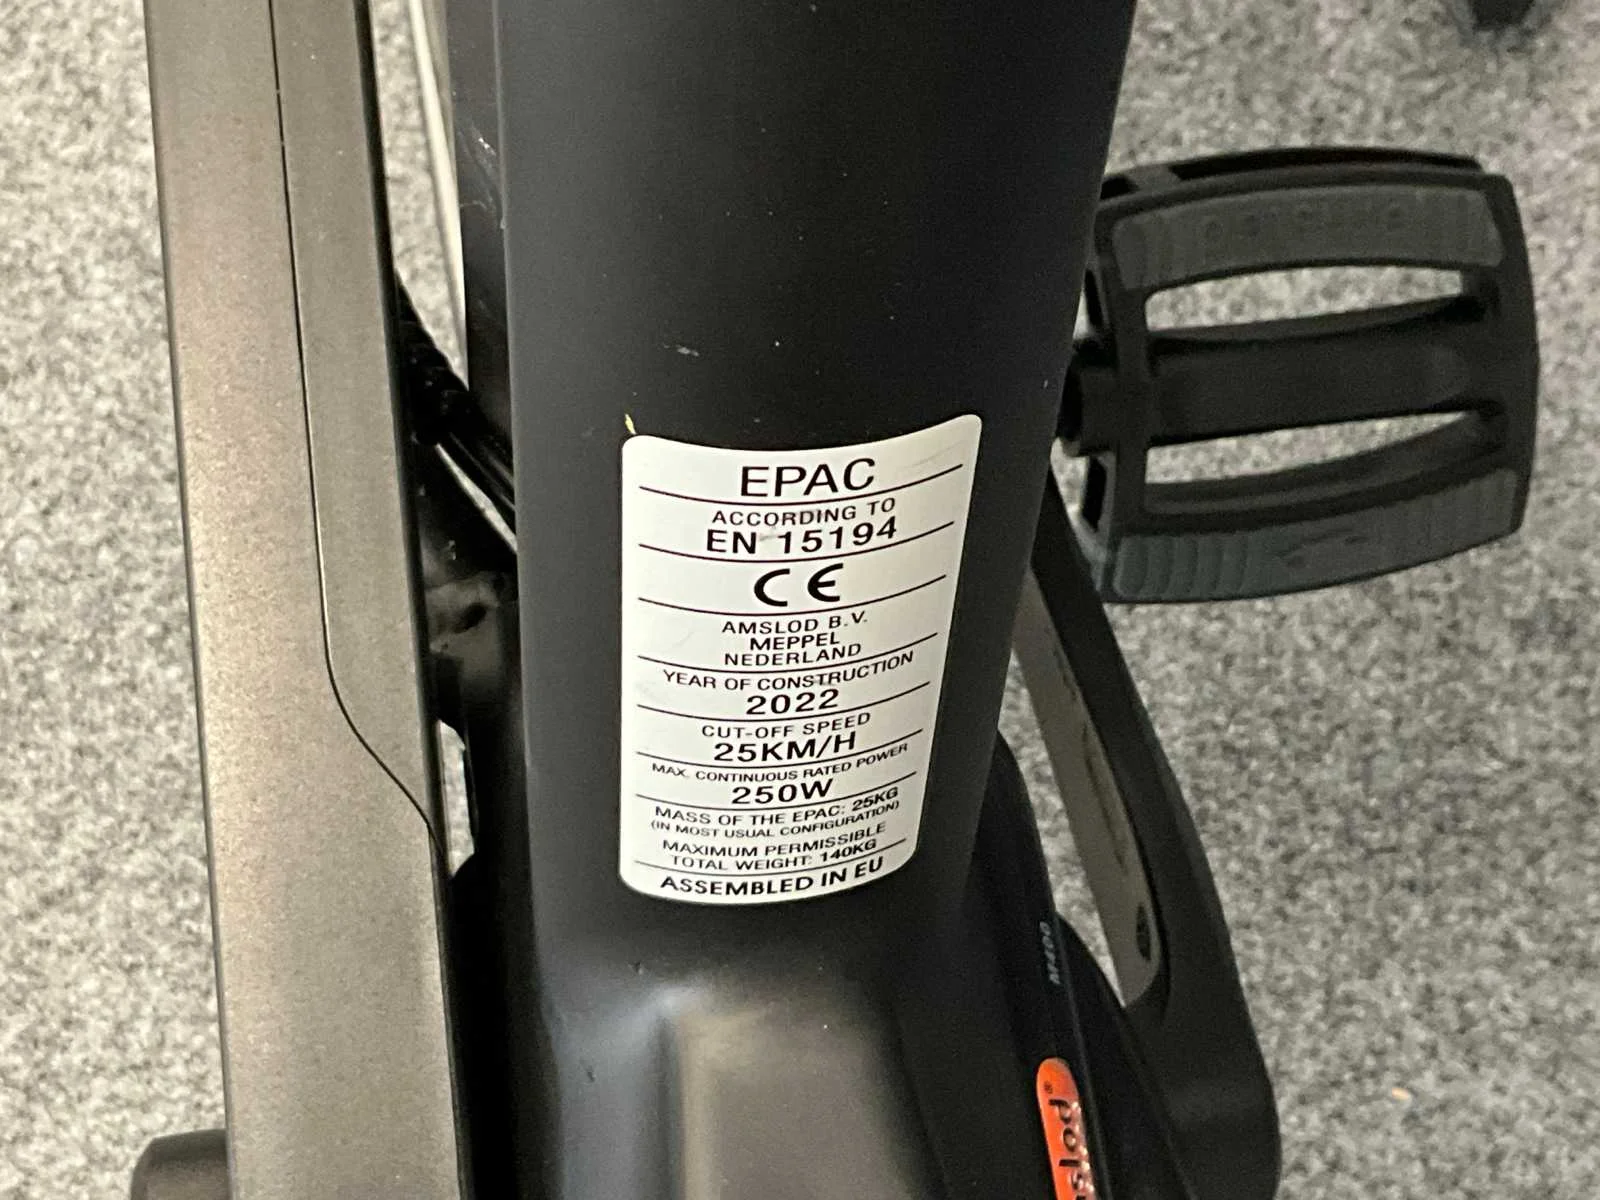 EPAC
ACCORDING TO
EN 15194
CE
AMSLOD B.V.
MEPPEL
NEDERLAND
YEAR OF CONSTRUCTION
2022
CUT-OFF SPEED
25KM/H
MAX. CONTINUOUS RATED POWER
250W
MASS OF THE EPAC: 25KG
(IN MOST USUAL CONFIGURATION)
MAXIMUM PERMISSIBLE
TOTAL WEIGHT: 140KG
ASSEMBLED IN EU
M400
slod®